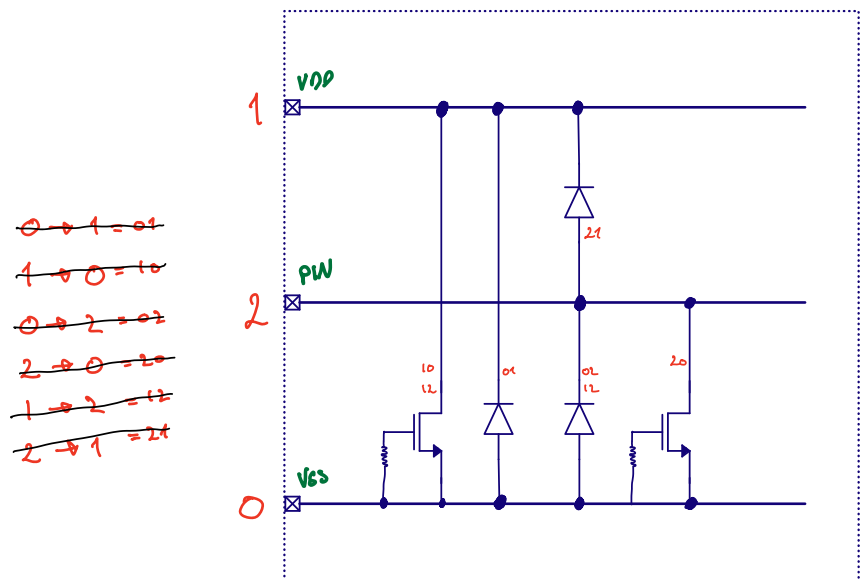 VDD
1
0 → 1 = 01
21
1 → 0 = 10
PIN
2
0 → 2 = 02
2 → 0 = 20
10
12
01
02
12
20
1 → 2 = 12
2 → 1 = 21
VSS
0